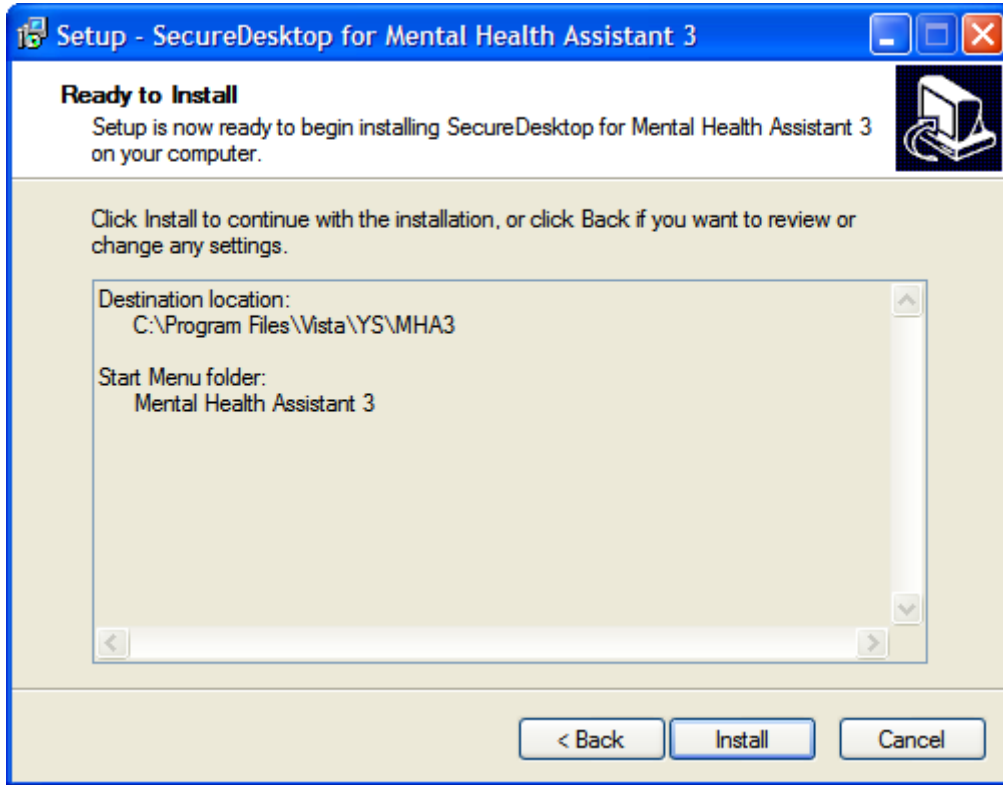 Setup - SecureDesktop for Mental Health Assistant 3
Ready to Install
Setup is now ready to begin installing SecureDesktop for Mental Health Assistant 3
on your computer.
Click Install to continue with the installation, or click Back if you want to review or
change any settings.
Destination location:
C:\Program Files\Vista\YS\MHA3
Start Menu folder:
Mental Health Assistant 3
< Back
Install
Cancel